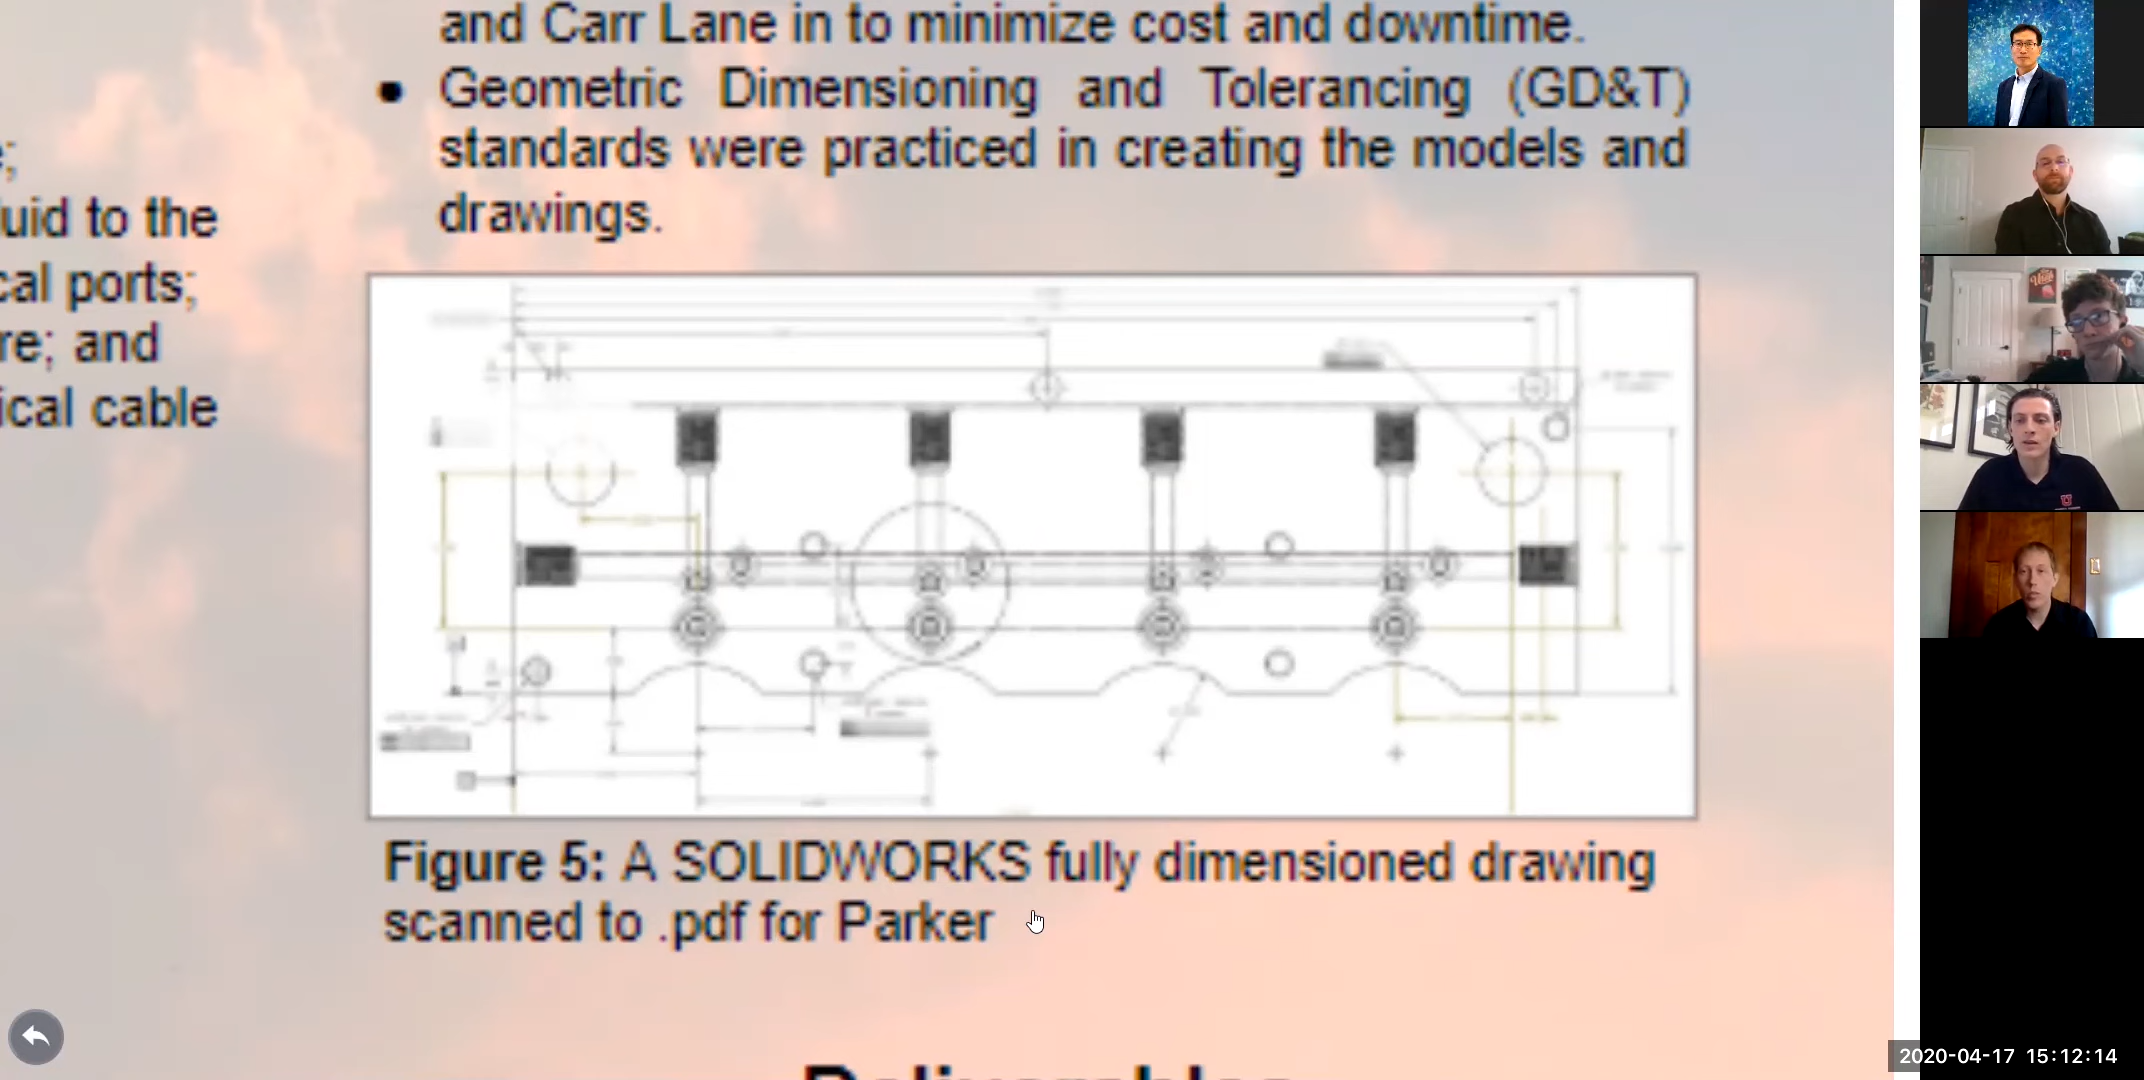 and Carr Lane in to minimize cost and downtime.
● Geometric Dimensioning and Tolerancing (GD&T)
standards were practiced in creating the models and
drawings.
e;
luid to the
cal ports;
re; and
ical cable
Figure 5: A SOLIDWORKS fully dimensioned drawing
scanned to .pdf for Parker
2020-04-17 15:12:14